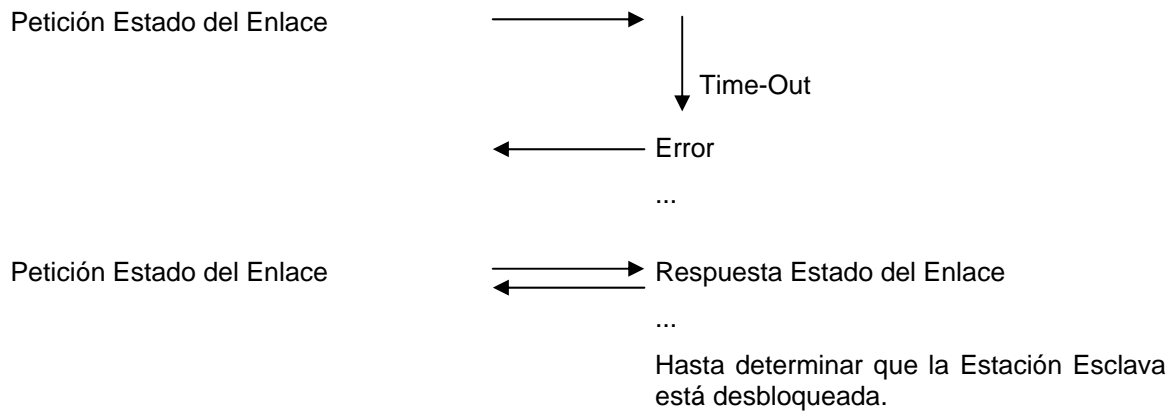 Petición Estado del Enlace
Time-Out
Error
...
Petición Estado del Enlace
Respuesta Estado del Enlace
...
Hasta determinar que la Estación Esclava
está desbloqueada.